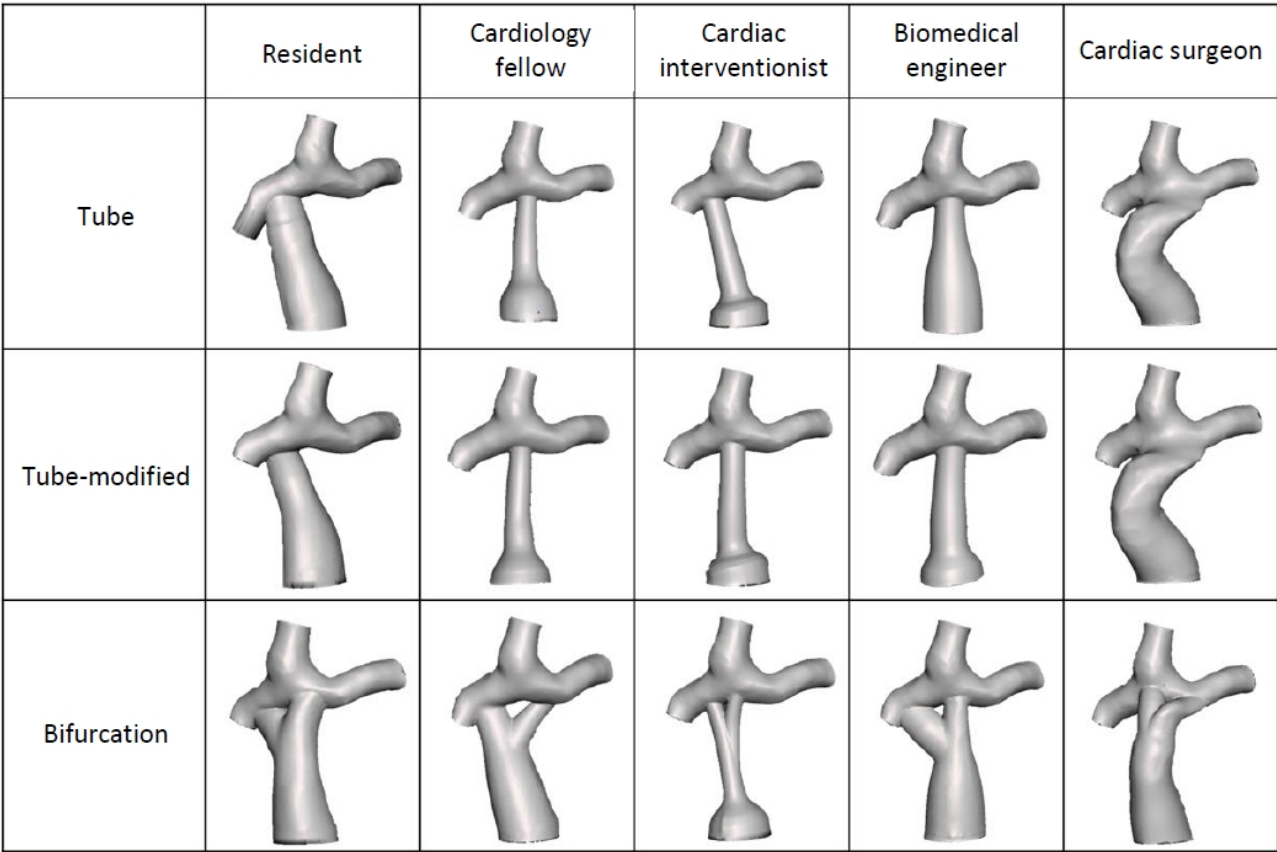 Resident
Cardiology
fellow
Cardiac
interventionist
Biomedical
engineer
Cardiac surgeon
Tube
Tube-modified
Bifurcation